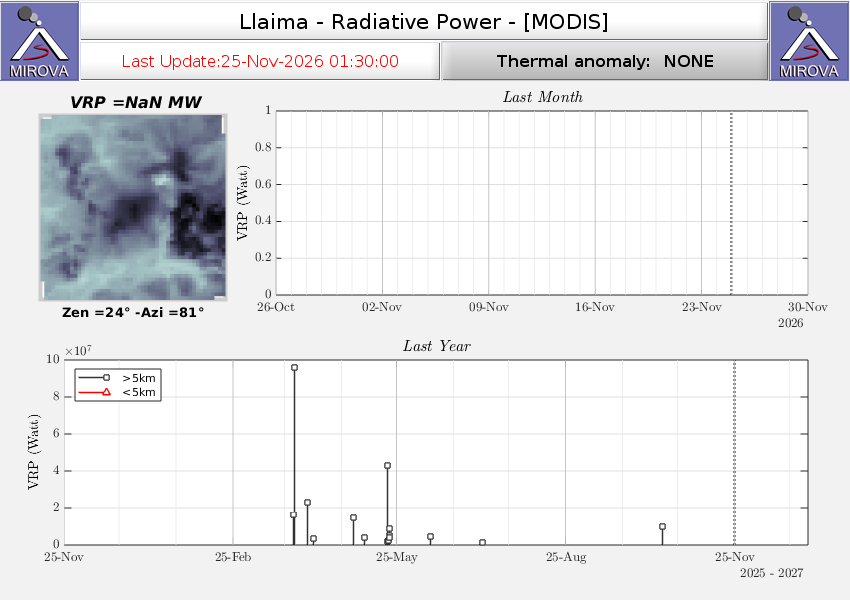 MIROVA
Llaima - Radiative Power - [MODIS]
MIROVA
Last Update:25-Nov-2026 01:30:00
Thermal anomaly: NONE
VRP =NaN MW
Zen =24° -Azi =81°
Last Month
VRP (Watt)
1
0.8
0.6
0.4
0.2
0
26-Oct 02-Nov 09-Nov 16-Nov 23-Nov 30-Nov
2026
Last Year
×10⁷
VRP (Watt)
10
8
6
4
2
0
>5km
<5km
25-Nov 25-Feb 25-May 25-Aug 25-Nov
2025 - 2027